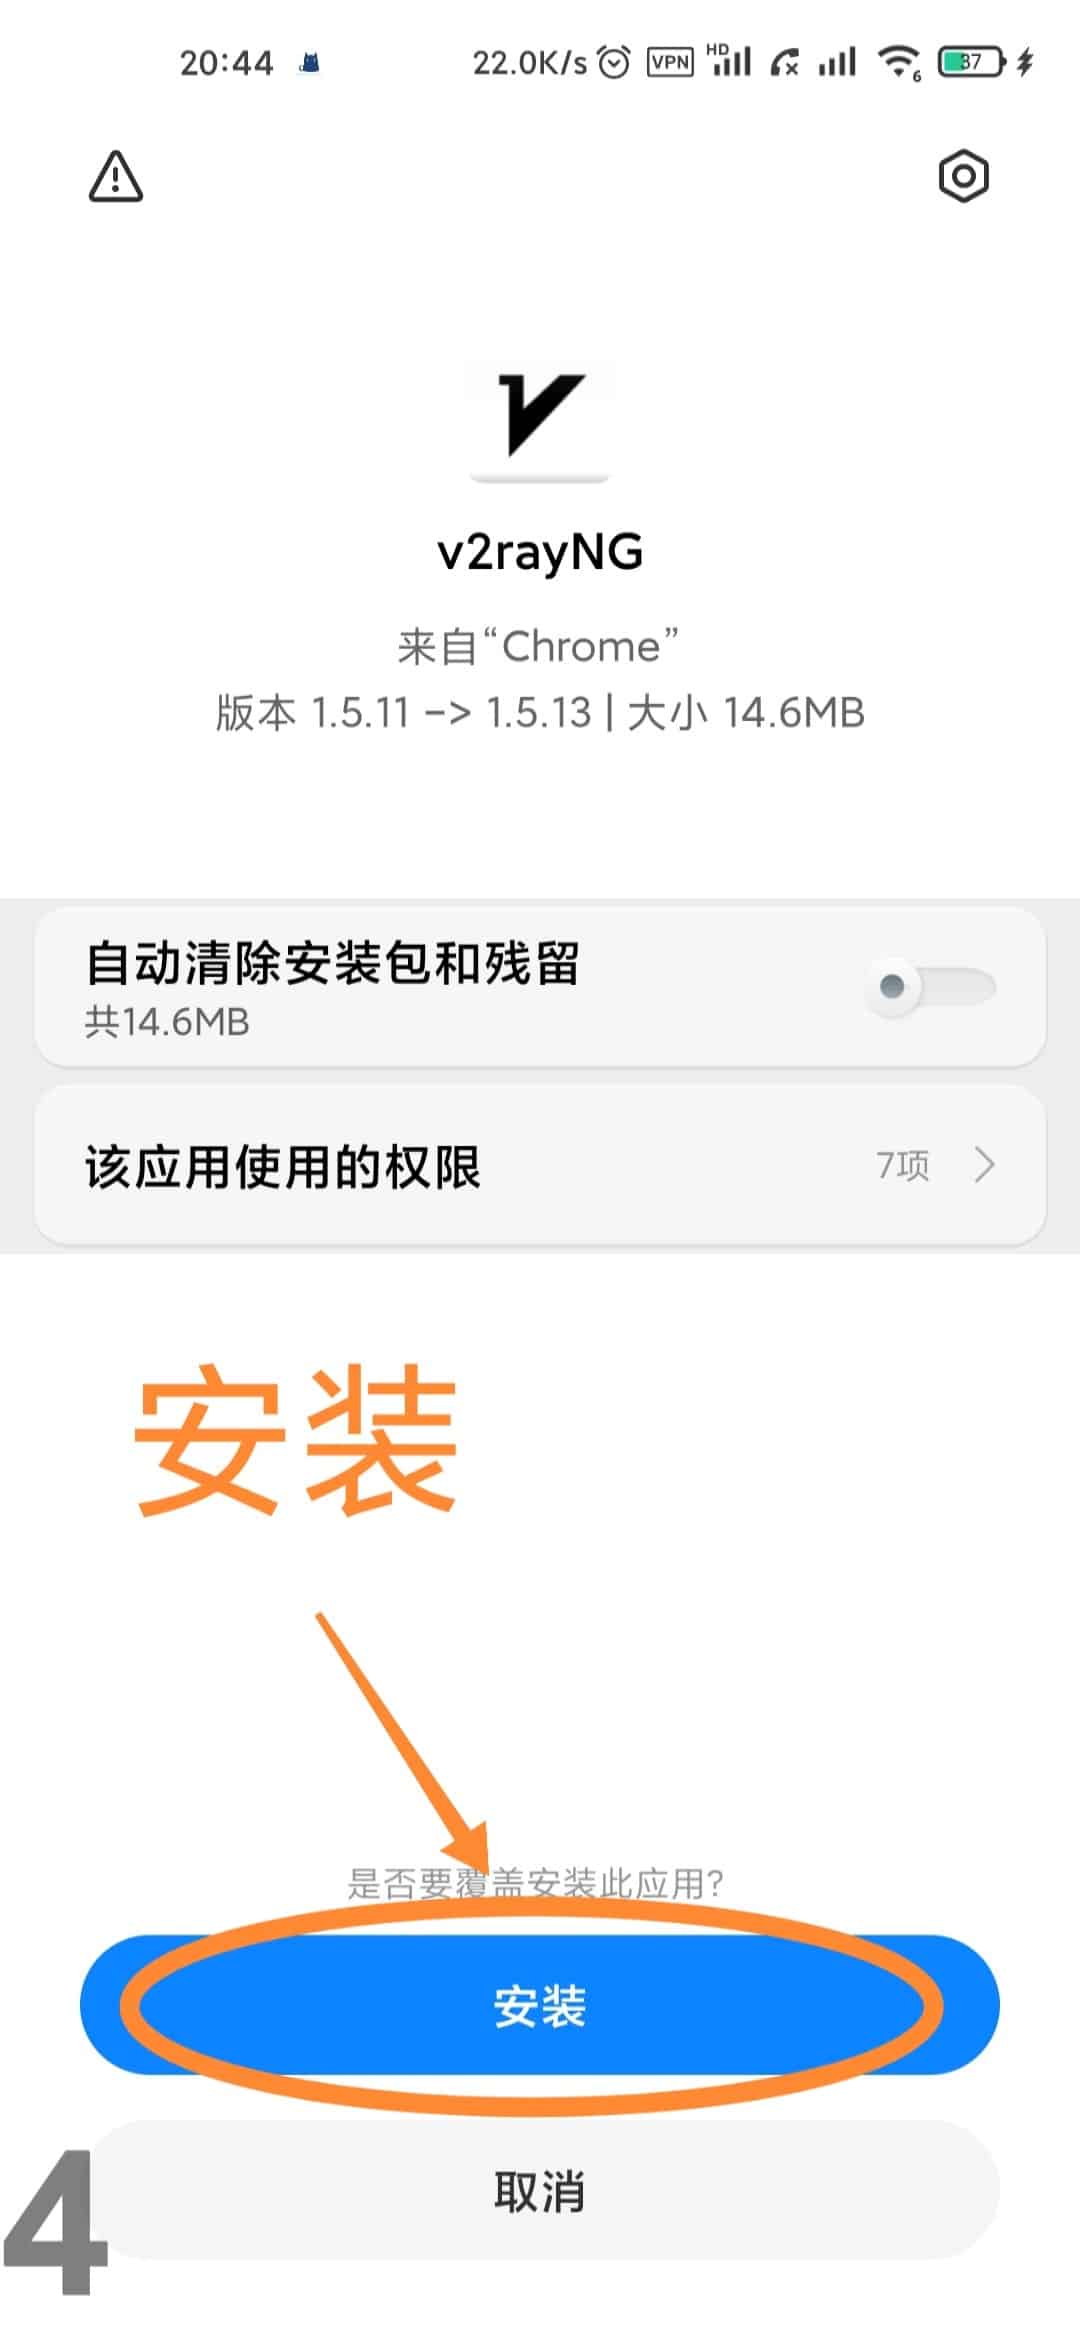 20:44 22.0K/s VPN HD 6 37
v2rayNG
来自“Chrome”
版本 1.5.11 -> 1.5.13 | 大小 14.6MB
自动清除安装包和残留
共14.6MB
该应用使用的权限 7项
安装
是否要覆盖安装此应用?
安装
取消
4